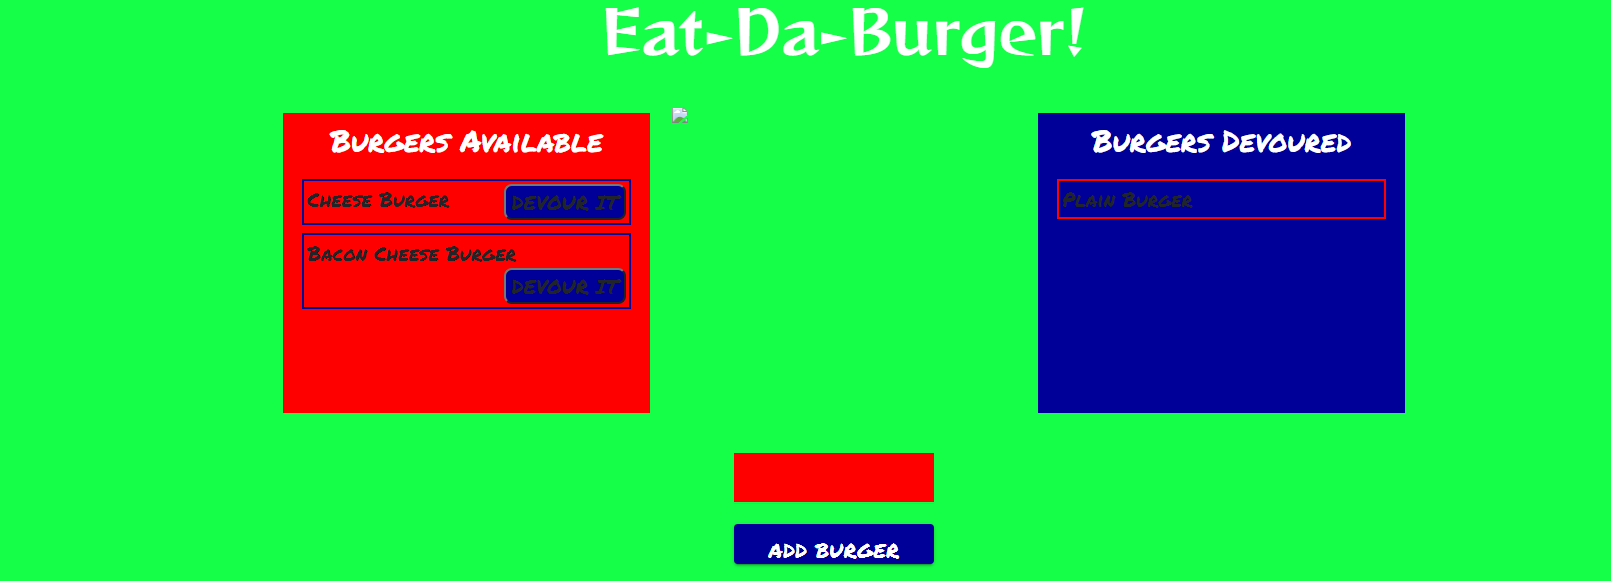 Eat-Da-Burger!
Burgers Available
Cheese Burger DEVOUR IT
Bacon Cheese Burger
DEVOUR IT
Burgers Devoured
Plain Burger
ADD BURGER